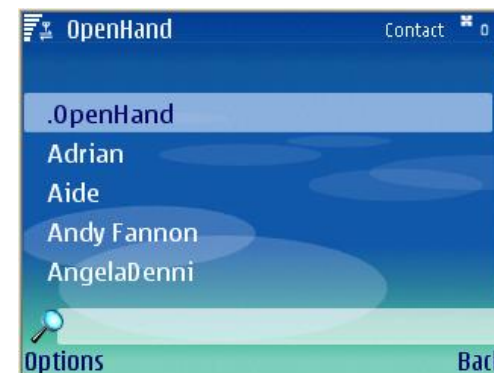 OpenHand Contact
.OpenHand
Adrian
Aide
Andy Fannon
AngelaDenni
Options